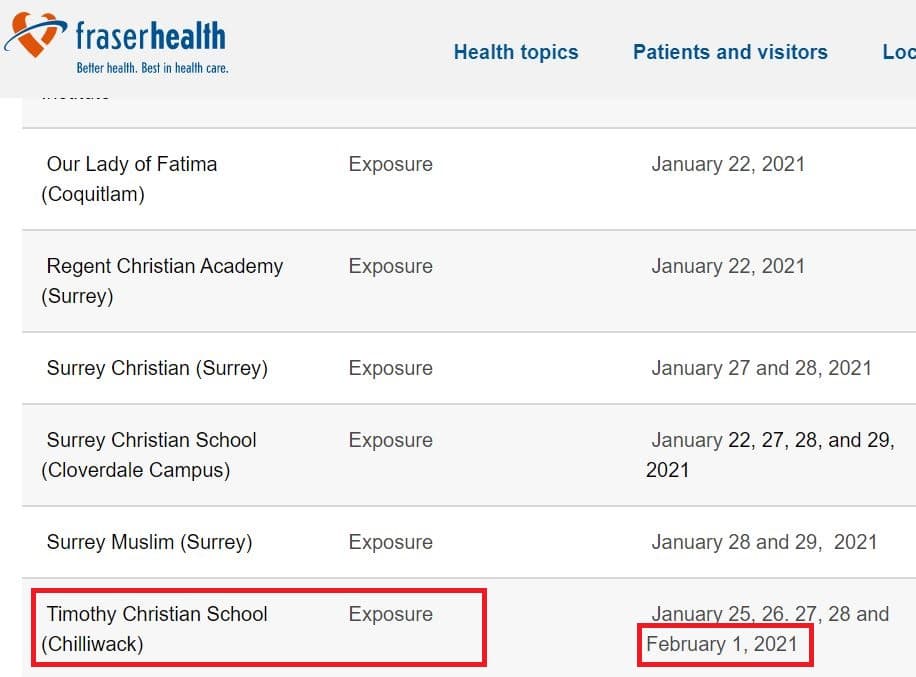 fraserhealth
Better health. Best in health care.
Health topics Patients and visitors Loc
Our Lady of Fatima Exposure January 22, 2021
(Coquitlam)
Regent Christian Academy Exposure January 22, 2021
(Surrey)
Surrey Christian (Surrey) Exposure January 27 and 28, 2021
Surrey Christian School Exposure January 22, 27, 28, and 29,
(Cloverdale Campus) 2021
Surrey Muslim (Surrey) Exposure January 28 and 29, 2021
Timothy Christian School Exposure January 25, 26. 27, 28 and
(Chilliwack) February 1, 2021